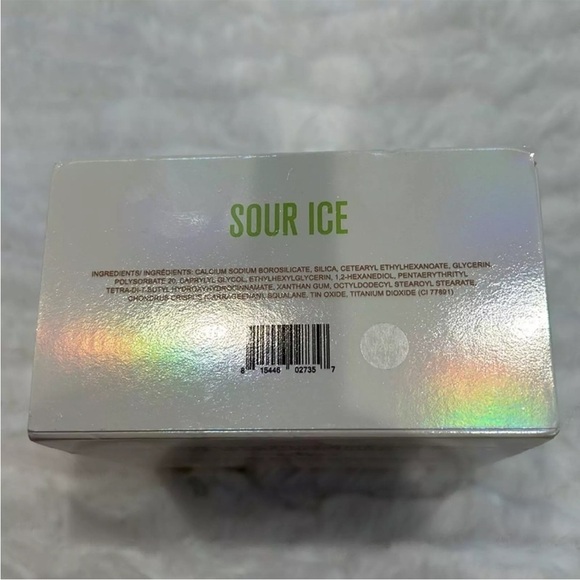 SOUR ICE
INGREDIENTS/ INGRÉDIENTS: CALCIUM SODIUM BOROSILICATE, SILICA, CETEARYL ETHYLHEXANOATE, GLYCERIN,
POLYSORBATE 20, CAPRYLYL GLYCOL, ETHYLHEXYLGLYCERIN, 1,2-HEXANEDIOL, PENTAERYTHRITYL
TETRA-DI-T-BUTYL HYDROXYHYDROCINNAMATE, XANTHAN GUM, OCTYLDODECYL STEAROYL STEARATE,
CHONDRUS CRISPUS (CARRAGEENAN), SQUALANE, TIN OXIDE, TITANIUM DIOXIDE (CI 77891)
8 15446 02735 7